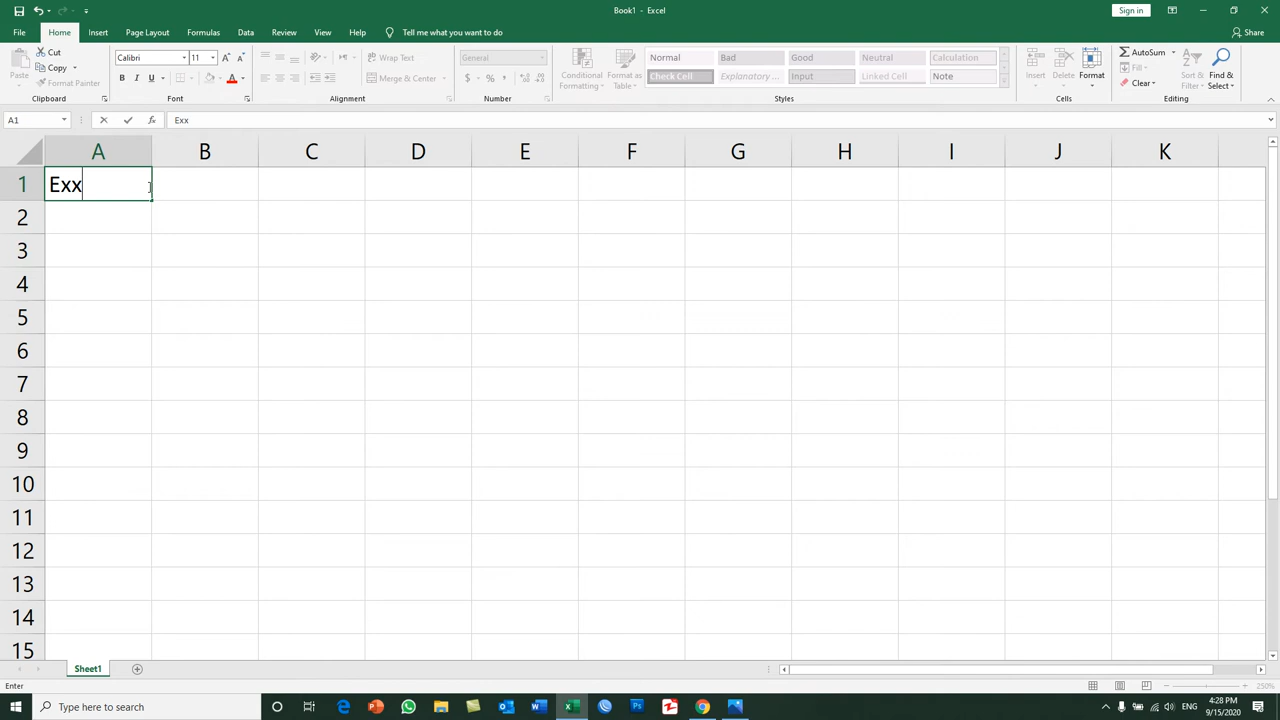 Book1 - Excel
Sign in
File Home Insert Page Layout Formulas Data Review View Help Tell me what you want to do
Share
Paste
Cut
Copy
Format Painter
Clipboard
Calibri 11
B I U
Font
Wrap Text
Merge & Center
Alignment
General
$ % ,
Number
Conditional Formatting
Format as Table
Normal Bad Good Neutral Calculation
Check Cell Explanatory ... Input Linked Cell Note
Styles
Insert Delete Format
Cells
AutoSum
Fill
Clear
Sort & Filter
Find & Select
Editing
A1 fx Exx
A B C D E F G H I J K
1 Exx
2
3
4
5
6
7
8
9
10
11
12
13
14
15
Sheet1
Enter
250%
Type here to search
ENG
4:28 PM
9/15/2020